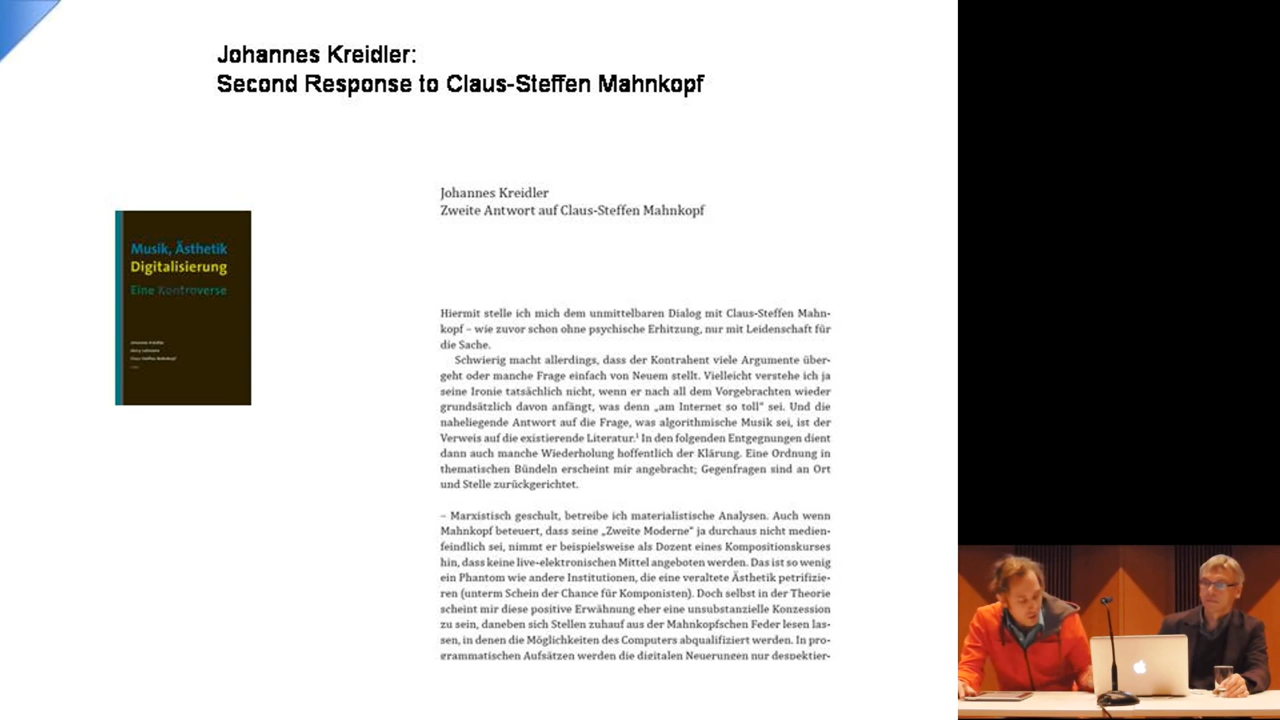 Johannes Kreidler:
Second Response to Claus-Steffen Mahnkopf
Johannes Kreidler
Zweite Antwort auf Claus-Steffen Mahnkopf
Musik, Ästhetik
Digitalisierung
Eine Kontroverse
Johannes Kreidler
Harry Lehmann
Claus-Steffen Mahnkopf
Hiermit stelle ich mich dem unmittelbaren Dialog mit Claus-Steffen Mahn-
kopf – wie zuvor schon ohne psychische Erhitzung, nur mit Leidenschaft für
die Sache.
Schwierig macht allerdings, dass der Kontrahent viele Argumente über-
geht oder manche Frage einfach von Neuem stellt. Vielleicht verstehe ich ja
seine Ironie tatsächlich nicht, wenn er nach all dem Vorgebrachten wieder
grundsätzlich davon anfängt, was denn „am Internet so toll“ sei. Und die
naheliegende Antwort auf die Frage, was algorithmische Musik sei, ist der
Verweis auf die existierende Literatur.¹ In den folgenden Entgegnungen dient
dann auch manche Wiederholung hoffentlich der Klärung. Eine Ordnung in
thematischen Bündeln erscheint mir angebracht; Gegenfragen sind an Ort
und Stelle zurückgerichtet.
– Marxistisch geschult, betreibe ich materialistische Analysen. Auch wenn
Mahnkopf beteuert, dass seine „Zweite Moderne“ ja durchaus nicht medien-
feindlich sei, nimmt er beispielsweise als Dozent eines Kompositionskurses
hin, dass keine live-elektronischen Mittel angeboten werden. Das ist so wenig
ein Phantom wie andere Institutionen, die eine veraltete Ästhetik petrifizie-
ren (unterm Schein der Chance für Komponisten). Doch selbst in der Theorie
scheint mir diese positive Erwähnung eher eine unsubstanzielle Konzession
zu sein, daneben sich Stellen zuhauf aus der Mahnkopfschen Feder lesen las-
sen, in denen die Möglichkeiten des Computers abqualifiziert werden. In pro-
grammatischen Aufsätzen werden die digitalen Neuerungen nur despektier-